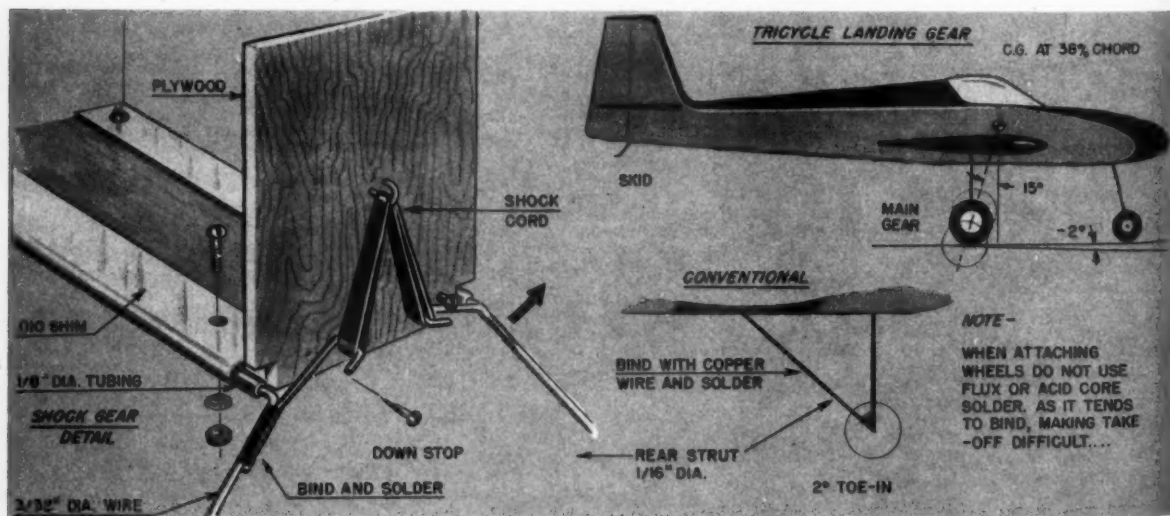 PLYWOOD
SHOCK
CORD
.010 SHIM
1/8" DIA. TUBING
SHOCK GEAR
DETAIL
DOWN STOP
BIND AND SOLDER
3/32" DIA. WIRE
TRICYCLE LANDING GEAR
C.G. AT 38% CHORD
SKID
15°
MAIN
GEAR
-2°
CONVENTIONAL
BIND WITH COPPER
WIRE AND SOLDER
REAR STRUT
1/16" DIA.
2° TOE-IN
NOTE-
WHEN ATTACHING
WHEELS DO NOT USE
FLUX OR ACID CORE
SOLDER. AS IT TENDS
TO BIND, MAKING TAKE
-OFF DIFFICULT....